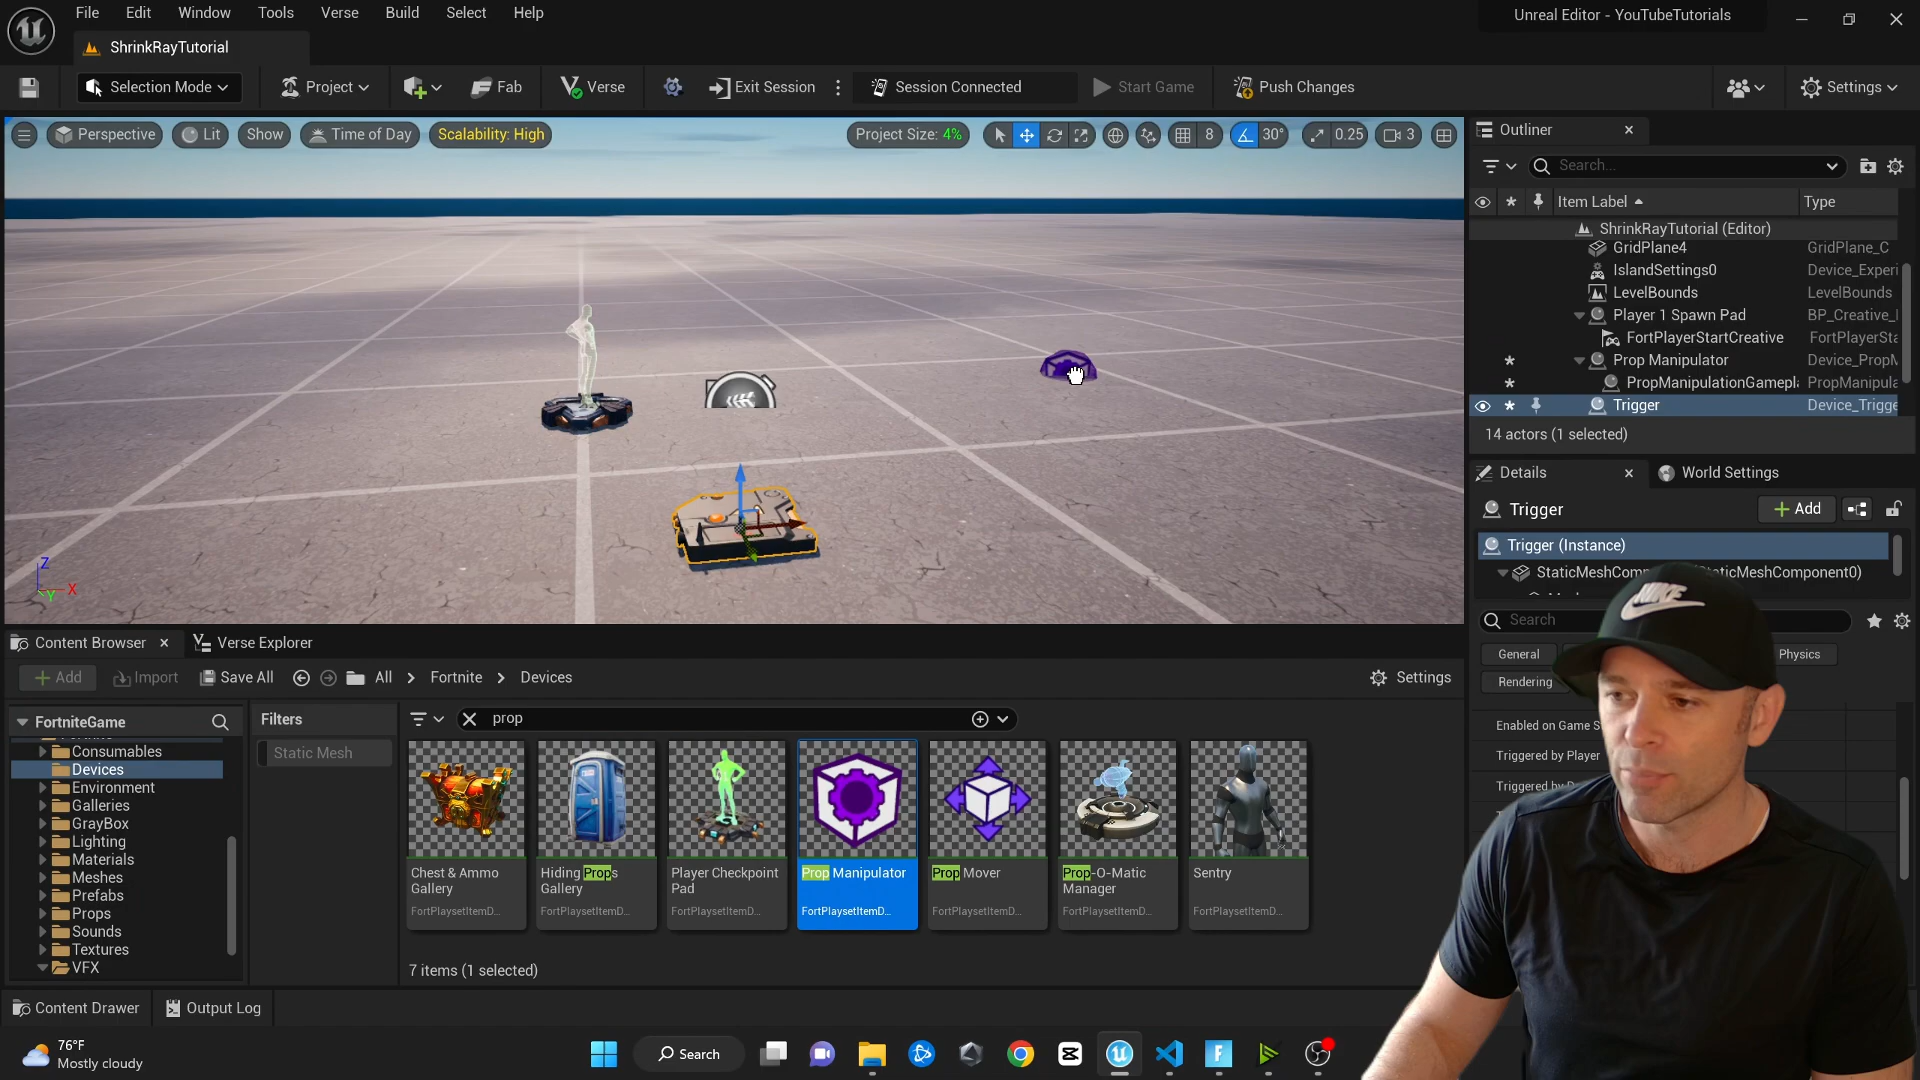 File Edit Window Tools Verse Build Select Help
Unreal Editor - YouTubeTutorials
ShrinkRayTutorial
Selection Mode
Project
Fab
Verse
Exit Session
Session Connected
Start Game
Push Changes
Settings
Perspective
Lit
Show
Time of Day
Scalability: High
Project Size: 4%
8
30°
0.25
3
Outliner
Search...
Item Label
Type
ShrinkRayTutorial (Editor)
GridPlane4 GridPlane_C
IslandSettings0 Device_Experi
LevelBounds LevelBounds
Player 1 Spawn Pad BP_Creative_
FortPlayerStartCreative FortPlayerSta
Prop Manipulator Device_PropM
PropManipulationGamepl PropManipula
Trigger Device_Trigge
14 actors (1 selected)
Details
World Settings
Trigger
Add
Trigger (Instance)
StaticMeshComp StaticMeshComponent0)
Search
General
Physics
Rendering
Enabled on Game S
Triggered by Player
Triggered by
Z
X
Y
Content Browser
Verse Explorer
Add
Import
Save All
All > Fortnite > Devices
Settings
FortniteGame
Consumables
Devices
Environment
Galleries
GrayBox
Lighting
Materials
Meshes
Prefabs
Props
Sounds
Textures
VFX
Filters
Static Mesh
prop
Chest & Ammo
Gallery
FortPlaysetItemD...
Hiding Props
Gallery
FortPlaysetItemD...
Player Checkpoint
Pad
FortPlaysetItemD...
Prop Manipulator
FortPlaysetItemD...
Prop Mover
FortPlaysetItemD...
Prop-O-Matic
Manager
FortPlaysetItemD...
Sentry
FortPlaysetItemD...
7 items (1 selected)
Content Drawer
Output Log
76°F
Mostly cloudy
Search
NIKE